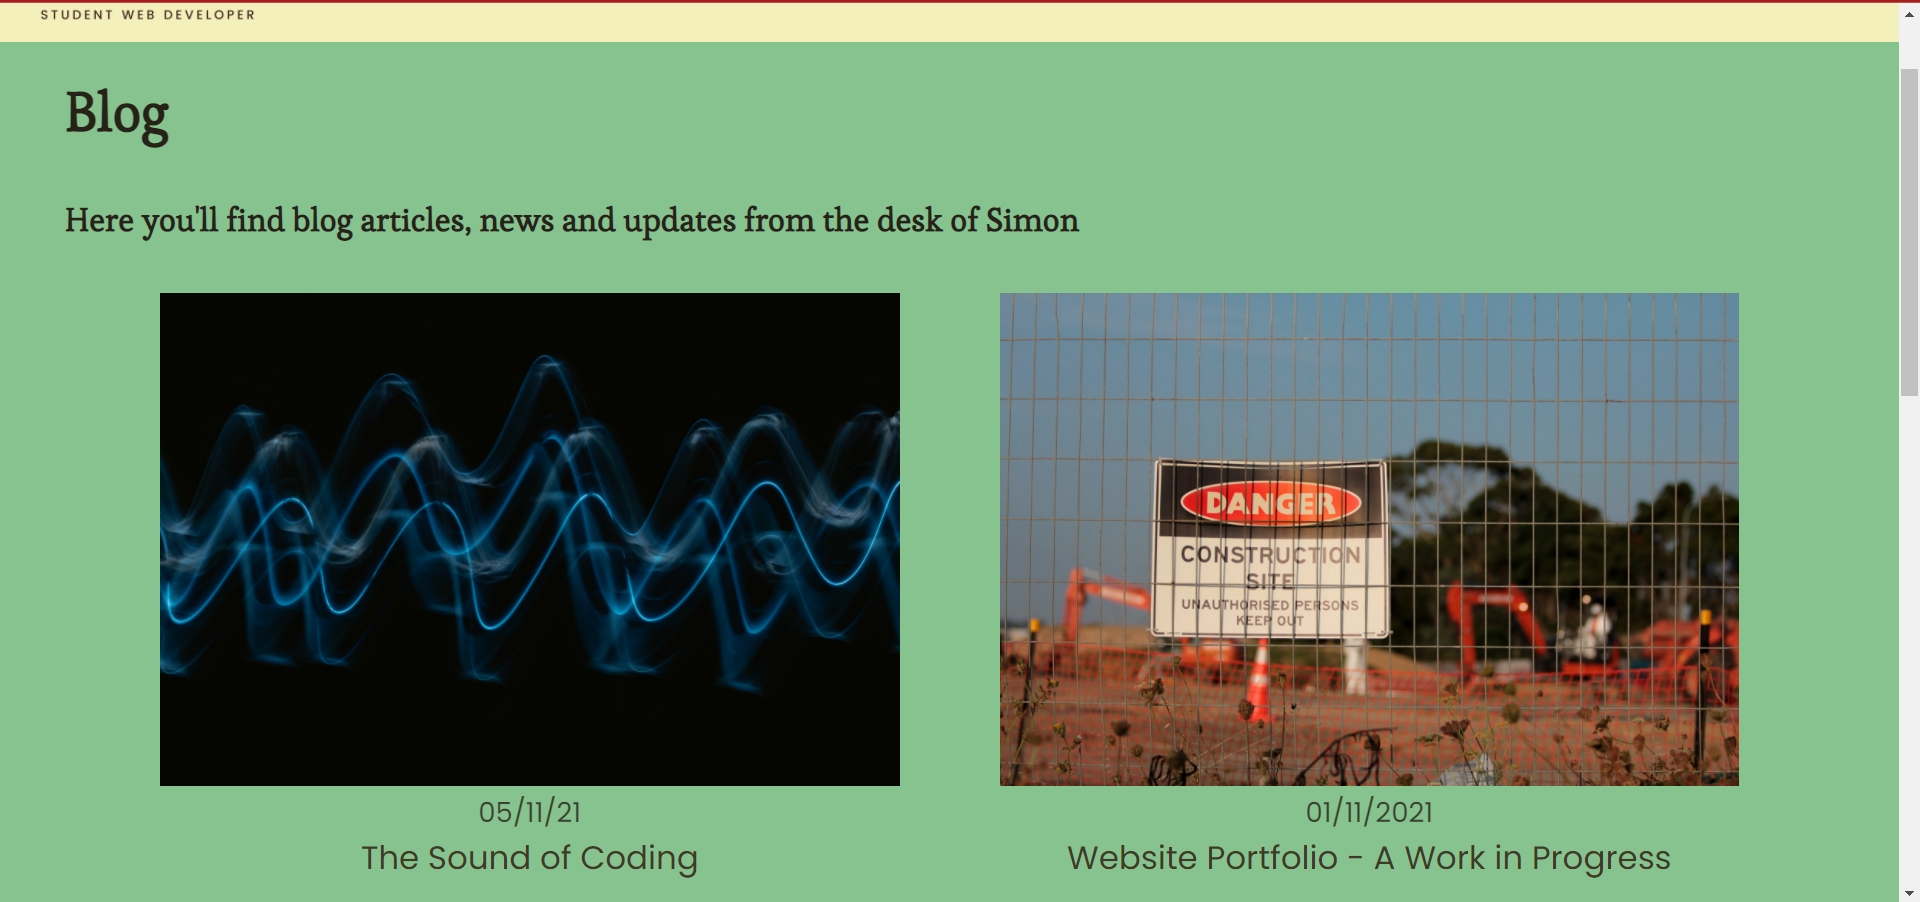 STUDENT WEB DEVELOPER
Blog
Here you'll find blog articles, news and updates from the desk of Simon
DANGER
CONSTRUCTION
SITE
UNAUTHORISED PERSONS
KEEP OUT
05/11/21
The Sound of Coding
01/11/2021
Website Portfolio - A Work in Progress